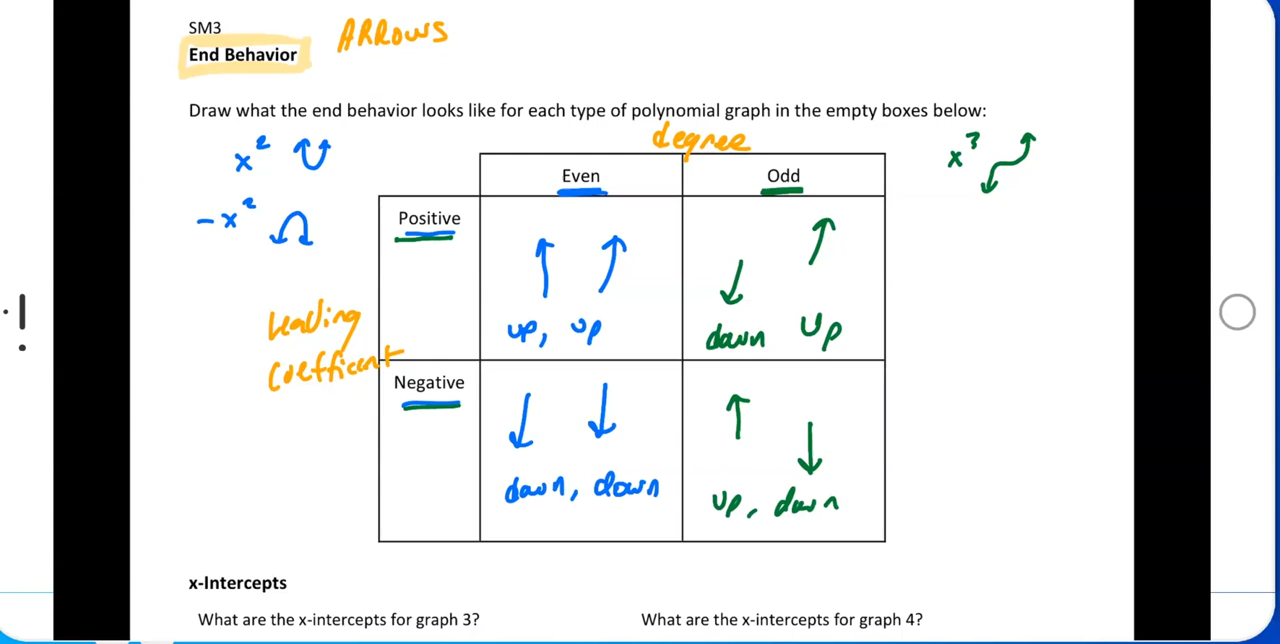 SM3
ARROWS
End Behavior
Draw what the end behavior looks like for each type of polynomial graph in the empty boxes below:
degree
x²
x³
Even
Odd
-x²
Positive
up, up
down up
Leading
Coefficent
Negative
down, down
up, down
x-Intercepts
What are the x-intercepts for graph 3?
What are the x-intercepts for graph 4?